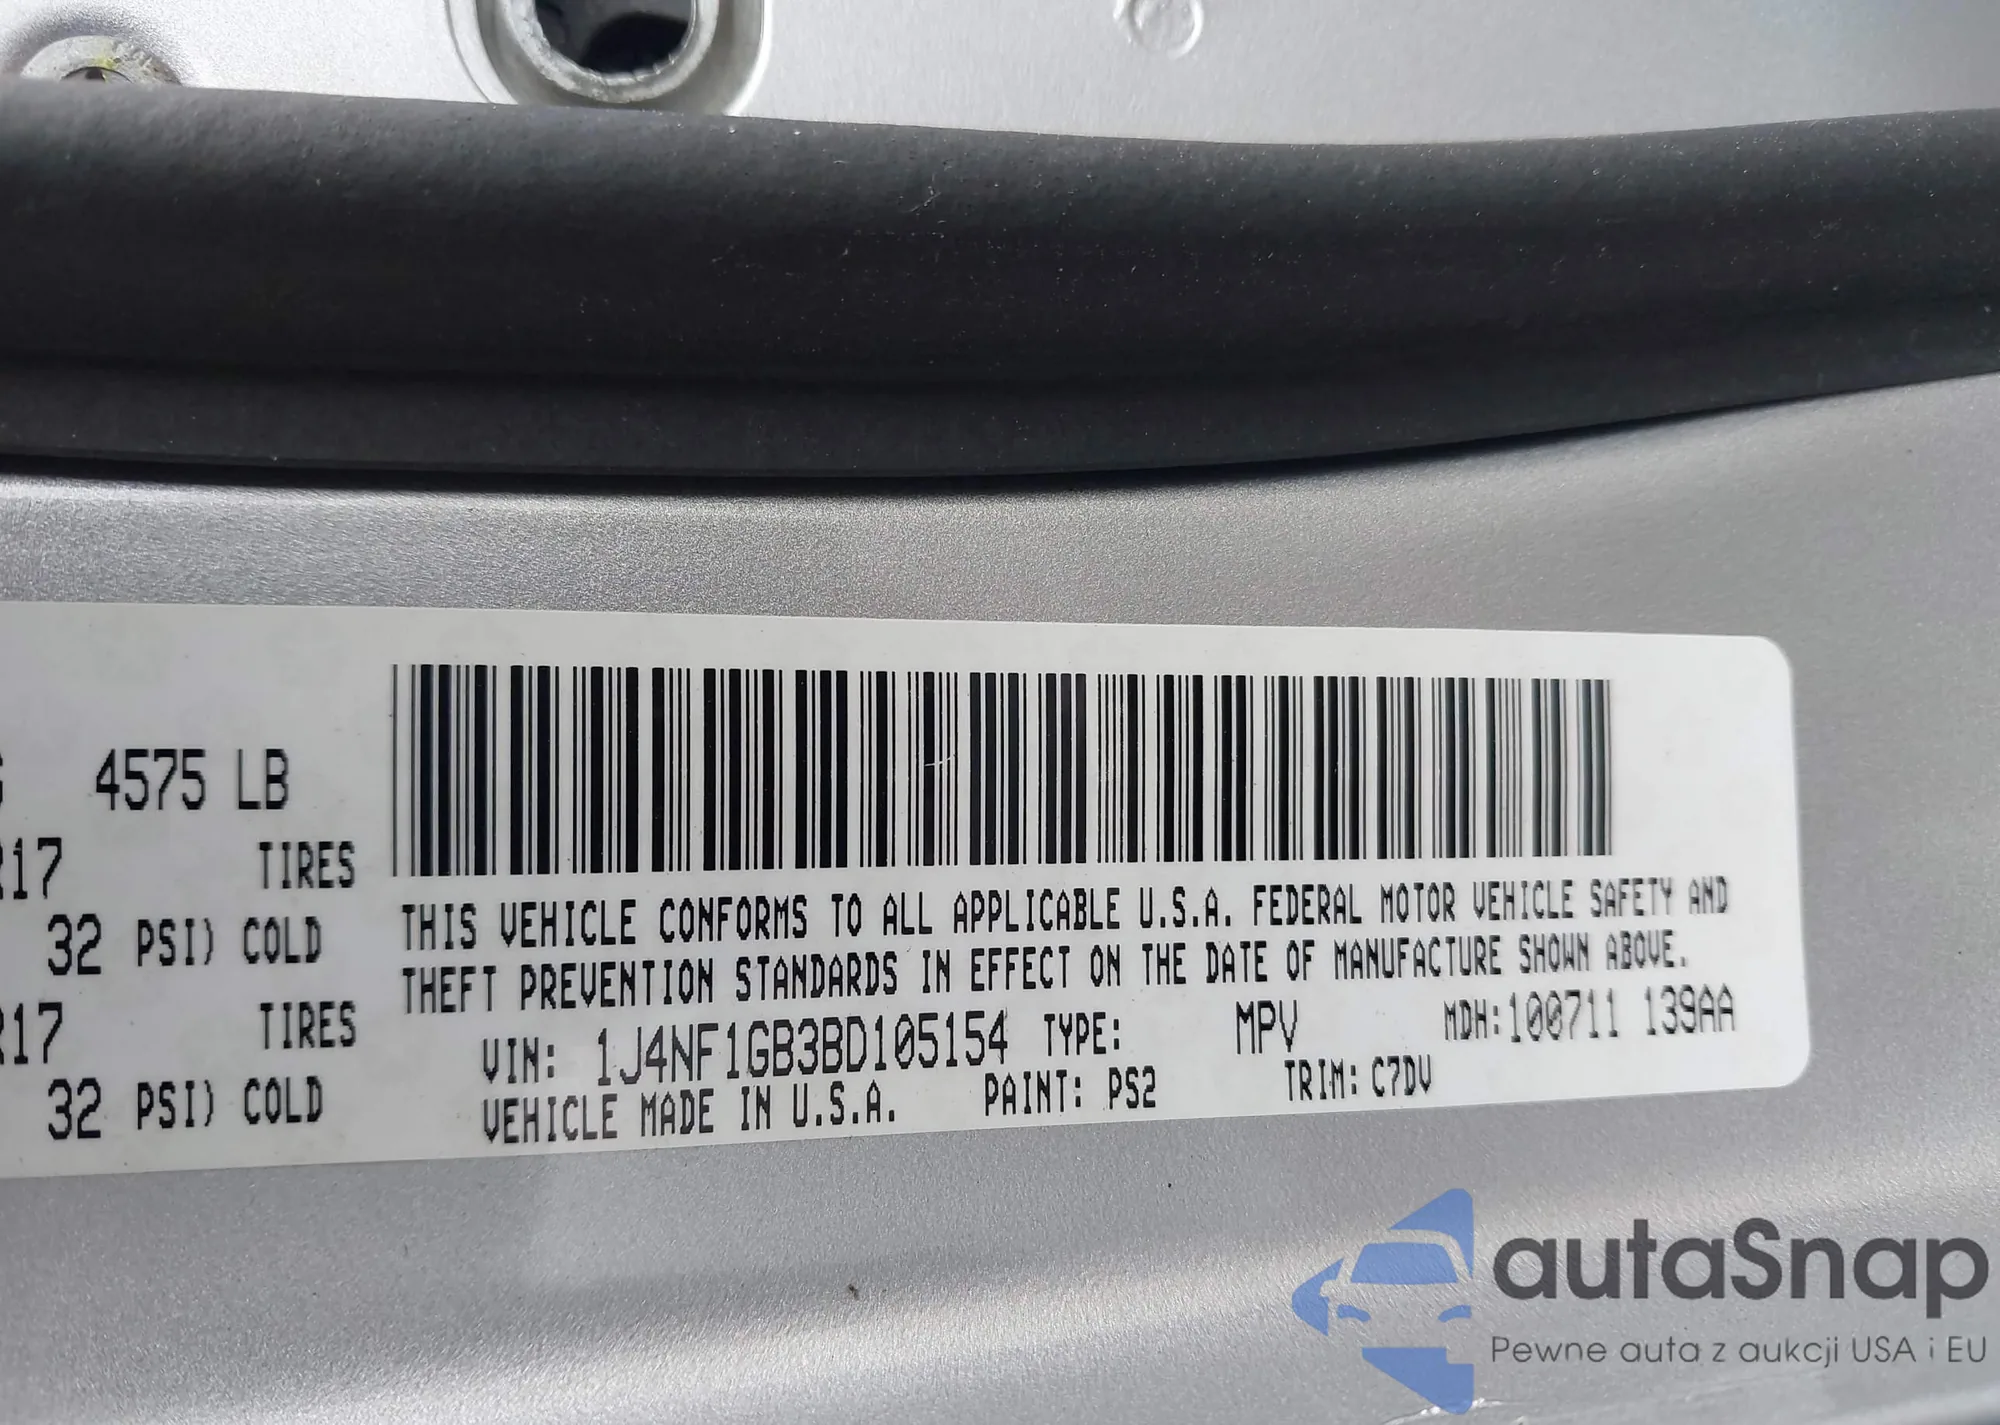 4575 LB
R17 TIRES
32 PSI) COLD
R17 TIRES
32 PSI) COLD
THIS VEHICLE CONFORMS TO ALL APPLICABLE U.S.A. FEDERAL MOTOR VEHICLE SAFETY AND
THEFT PREVENTION STANDARDS IN EFFECT ON THE DATE OF MANUFACTURE SHOWN ABOVE.
VIN: 1J4NF1GB3BD105154 TYPE: MPV MDH:100711 139AA
VEHICLE MADE IN U.S.A. PAINT: PS2 TRIM: C7DV
autaSnap
Pewne auta z aukcji USA i EU